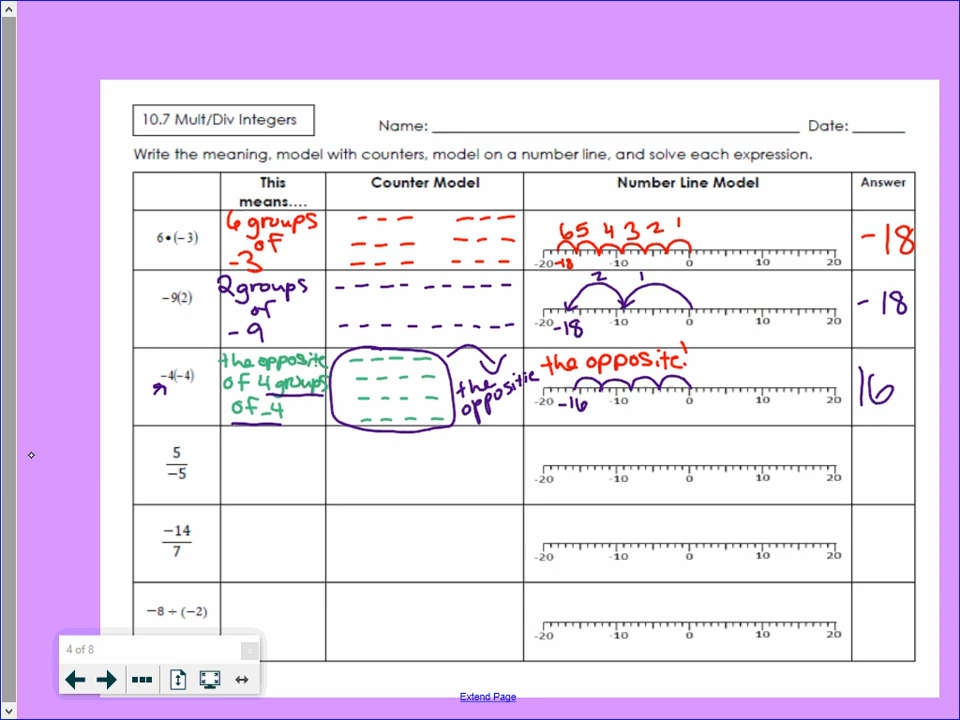 10.7 Mult/Div Integers
Name: ____________ Date: ______
Write the meaning, model with counters, model on a number line, and solve each expression.
This means....
Counter Model
Number Line Model
Answer
6•(−3)
6 groups
of
-3
6 5 4 3 2 1
-20 -18 -10 0 10 20
-18
−9(2)
2 groups
of
-9
2 1
-20 -10 0 10 20
-18
-18
−4(−4)
the opposite
of 4 groups
of -4
the
oppositie
the opposite!
-20 -10 0 10 20
-16
16
5
−5
-20 -10 0 10 20
−14
7
-20 -10 0 10 20
−8 ÷ (−2)
-20 -10 0 10 20
4 of 8
Extend Page